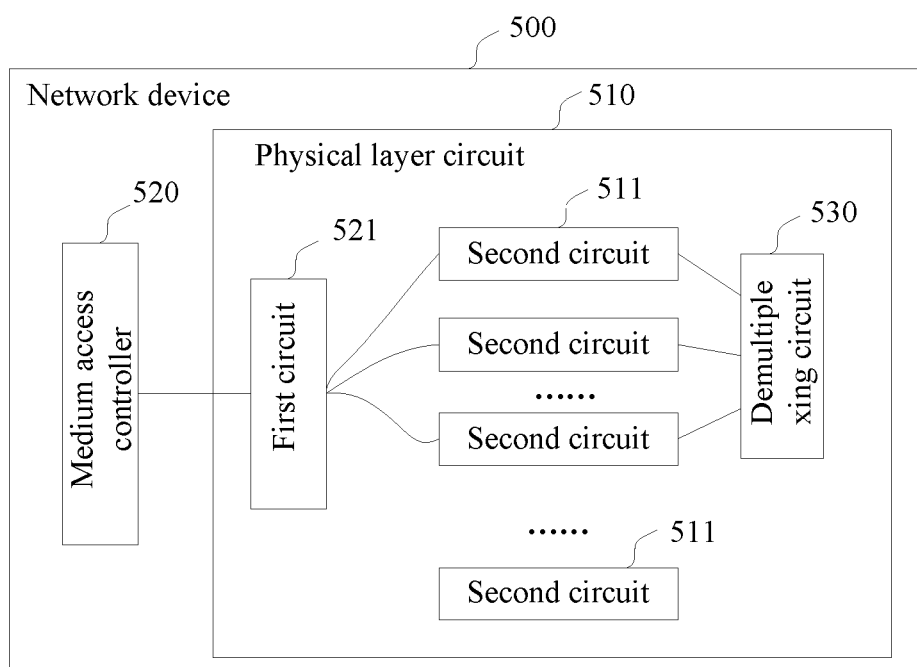 500
Network device
510
Physical layer circuit
520
521
511
530
Second circuit
Medium access
controller
First circuit
Second circuit
......
Second circuit
Demultiple
xing circuit
......
511
Second circuit